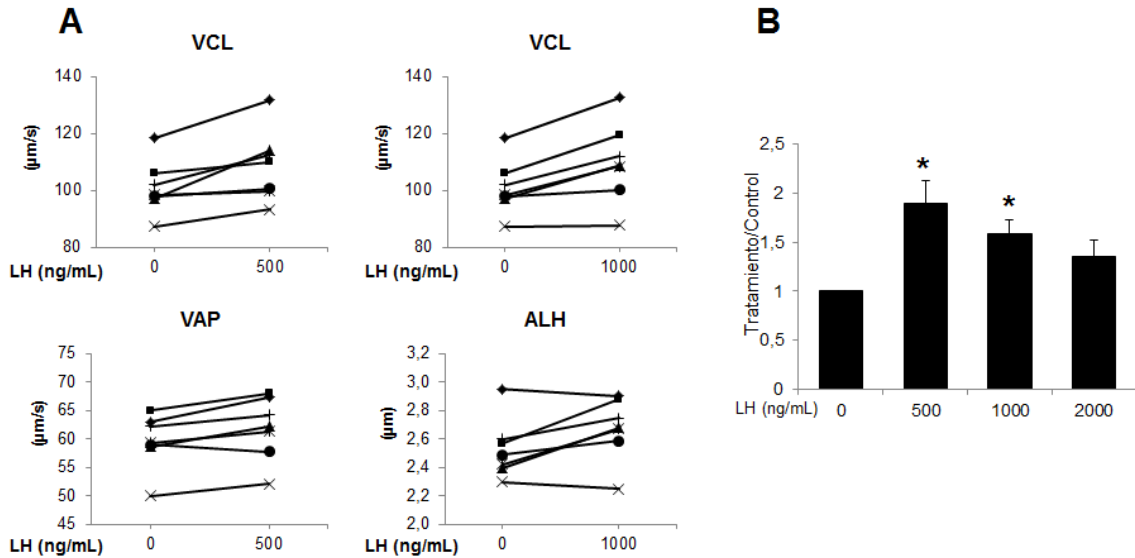 A
VCL
(µm/s)
140
120
100
80
0
500
LH (ng/mL)
VCL
(µm/s)
140
120
100
80
0
1000
LH (ng/mL)
VAP
(µm/s)
75
70
65
60
55
50
45
0
500
LH (ng/mL)
ALH
(µm)
3,2
3,0
2,8
2,6
2,4
2,2
2,0
0
1000
LH (ng/mL)
B
Tratamiento/Control
2,5
2
1,5
1
0,5
0
*
*
LH (ng/mL)
0
500
1000
2000